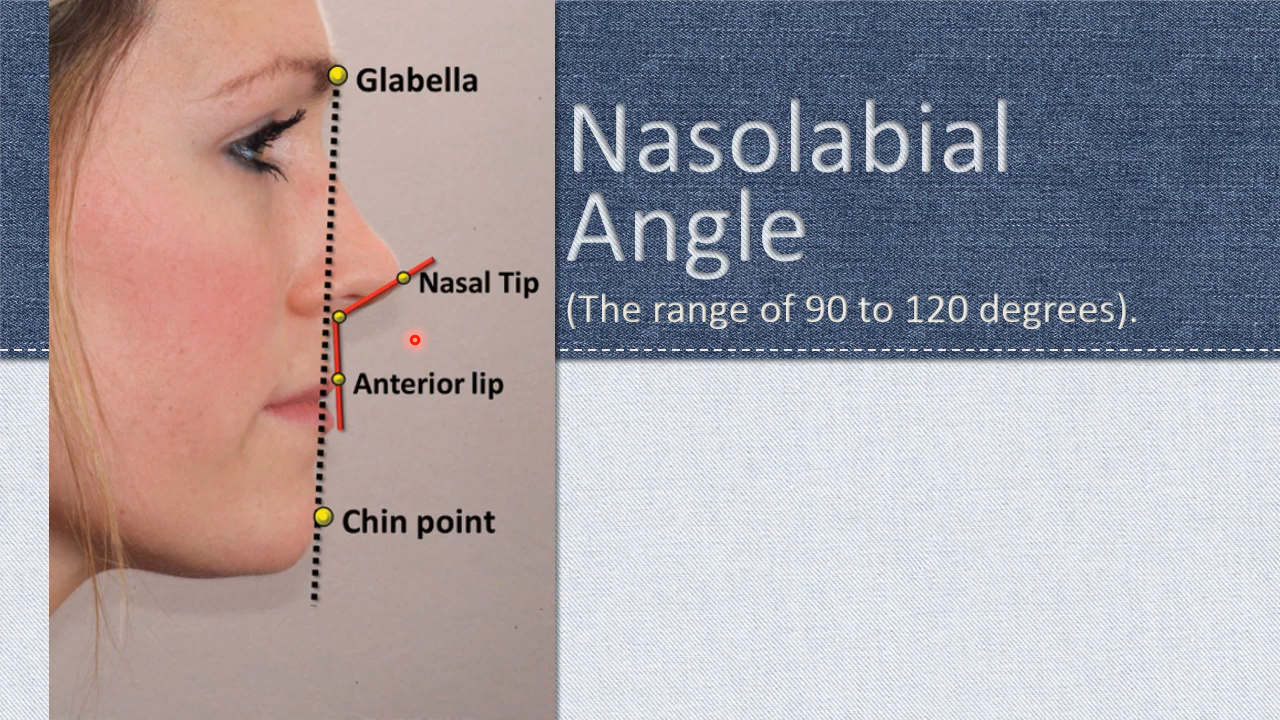 Glabella
Nasolabial
Angle
Nasal Tip
(The range of 90 to 120 degrees).
Anterior lip
Chin point